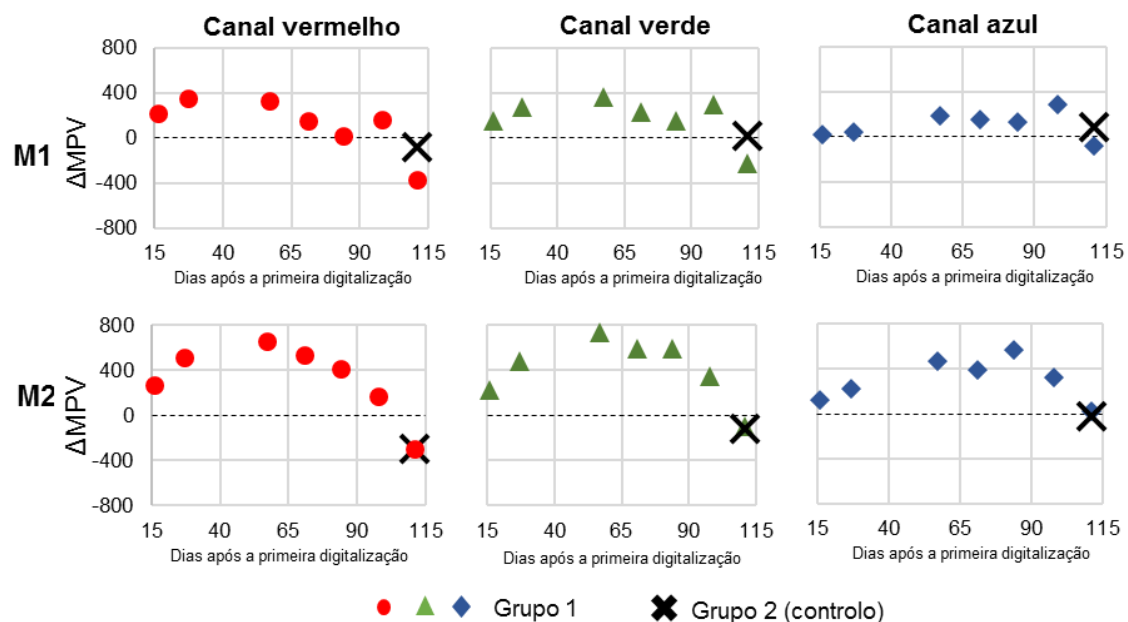 Canal vermelho Canal verde Canal azul
M1
ΔMPV
800
400
0
-400
-800
15 40 65 90 115 15 40 65 90 115 15 40 65 90 115
Dias após a primeira digitalização Dias após a primeira digitalização Dias após a primeira digitalização
M2
ΔMPV
800
400
0
-400
-800
15 40 65 90 115 15 40 65 90 115 15 40 65 90 115
Dias após a primeira digitalização Dias após a primeira digitalização Dias após a primeira digitalização
Grupo 1 Grupo 2 (controlo)